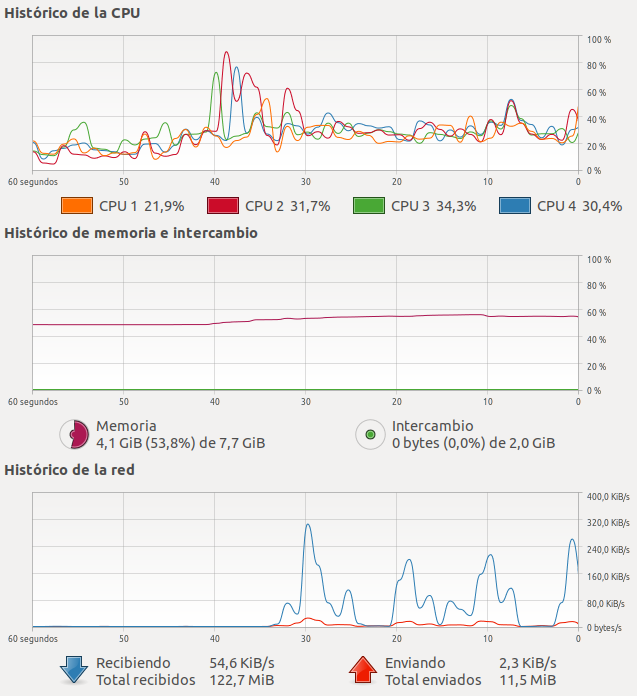 Histórico de la CPU
100 %
80 %
60 %
40 %
20 %
0 %
60 segundos 50 40 30 20 10 0
CPU 1 21,9% CPU 2 31,7% CPU 3 34,3% CPU 4 30,4%
Histórico de memoria e intercambio
100 %
80 %
60 %
40 %
20 %
0 %
60 segundos 50 40 30 20 10 0
Memoria
4,1 GiB (53,8%) de 7,7 GiB
Intercambio
0 bytes (0,0%) de 2,0 GiB
Histórico de la red
400,0 KiB/s
320,0 KiB/s
240,0 KiB/s
160,0 KiB/s
80,0 KiB/s
0 bytes/s
60 segundos 50 40 30 20 10 0
Recibiendo 54,6 KiB/s
Total recibidos 122,7 MiB
Enviando 2,3 KiB/s
Total enviados 11,5 MiB